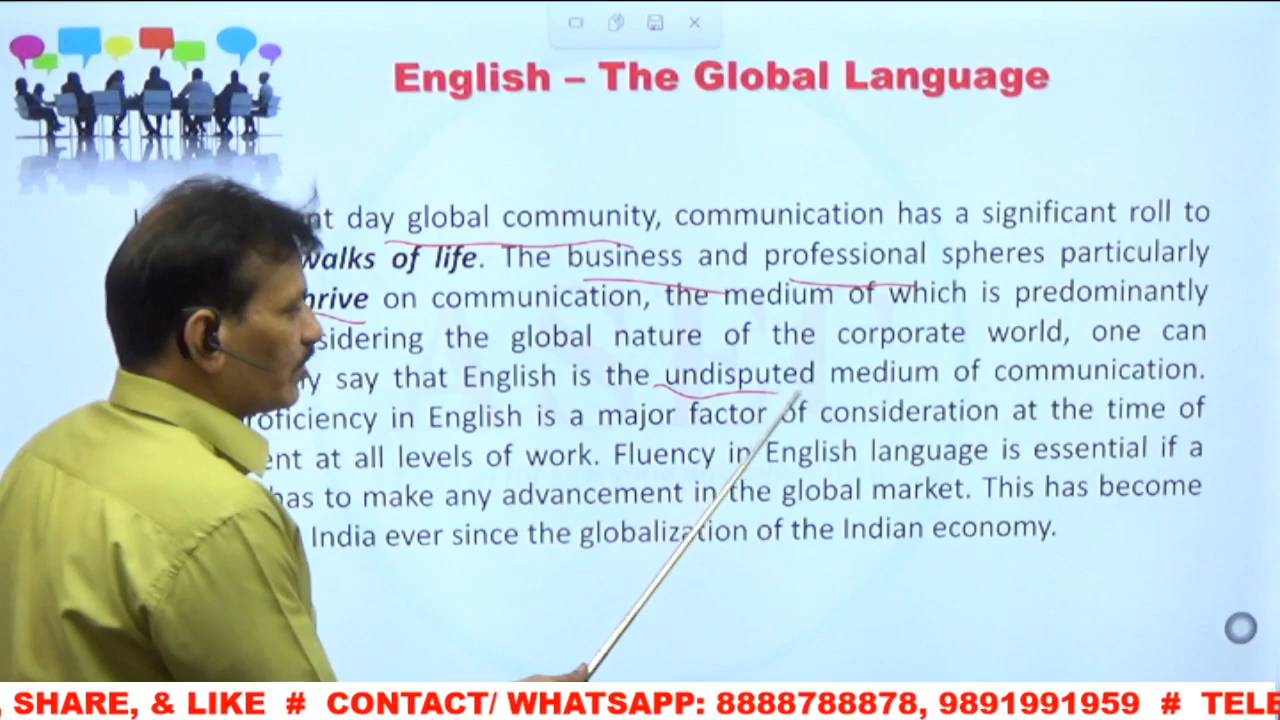 English – The Global Language
nt day global community, communication has a significant roll to
walks of life. The business and professional spheres particularly
hrive on communication, the medium of which is predominantly
sidering the global nature of the corporate world, one can
y say that English is the undisputed medium of communication.
roficiency in English is a major factor of consideration at the time of
ent at all levels of work. Fluency in English language is essential if a
has to make any advancement in the global market. This has become
India ever since the globalization of the Indian economy.
, SHARE, & LIKE # CONTACT/ WHATSAPP: 8888788878, 9891991959 # TELE